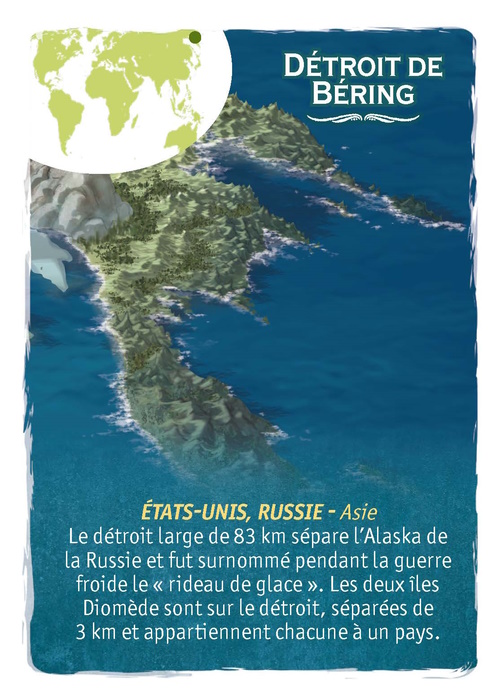 DÉTROIT DE
BÉRING
ÉTATS-UNIS, RUSSIE - Asie
Le détroit large de 83 km sépare l'Alaska de
la Russie et fut surnommé pendant la guerre
froide le « rideau de glace ». Les deux îles
Diomède sont sur le détroit, séparées de
3 km et appartiennent chacune à un pays.